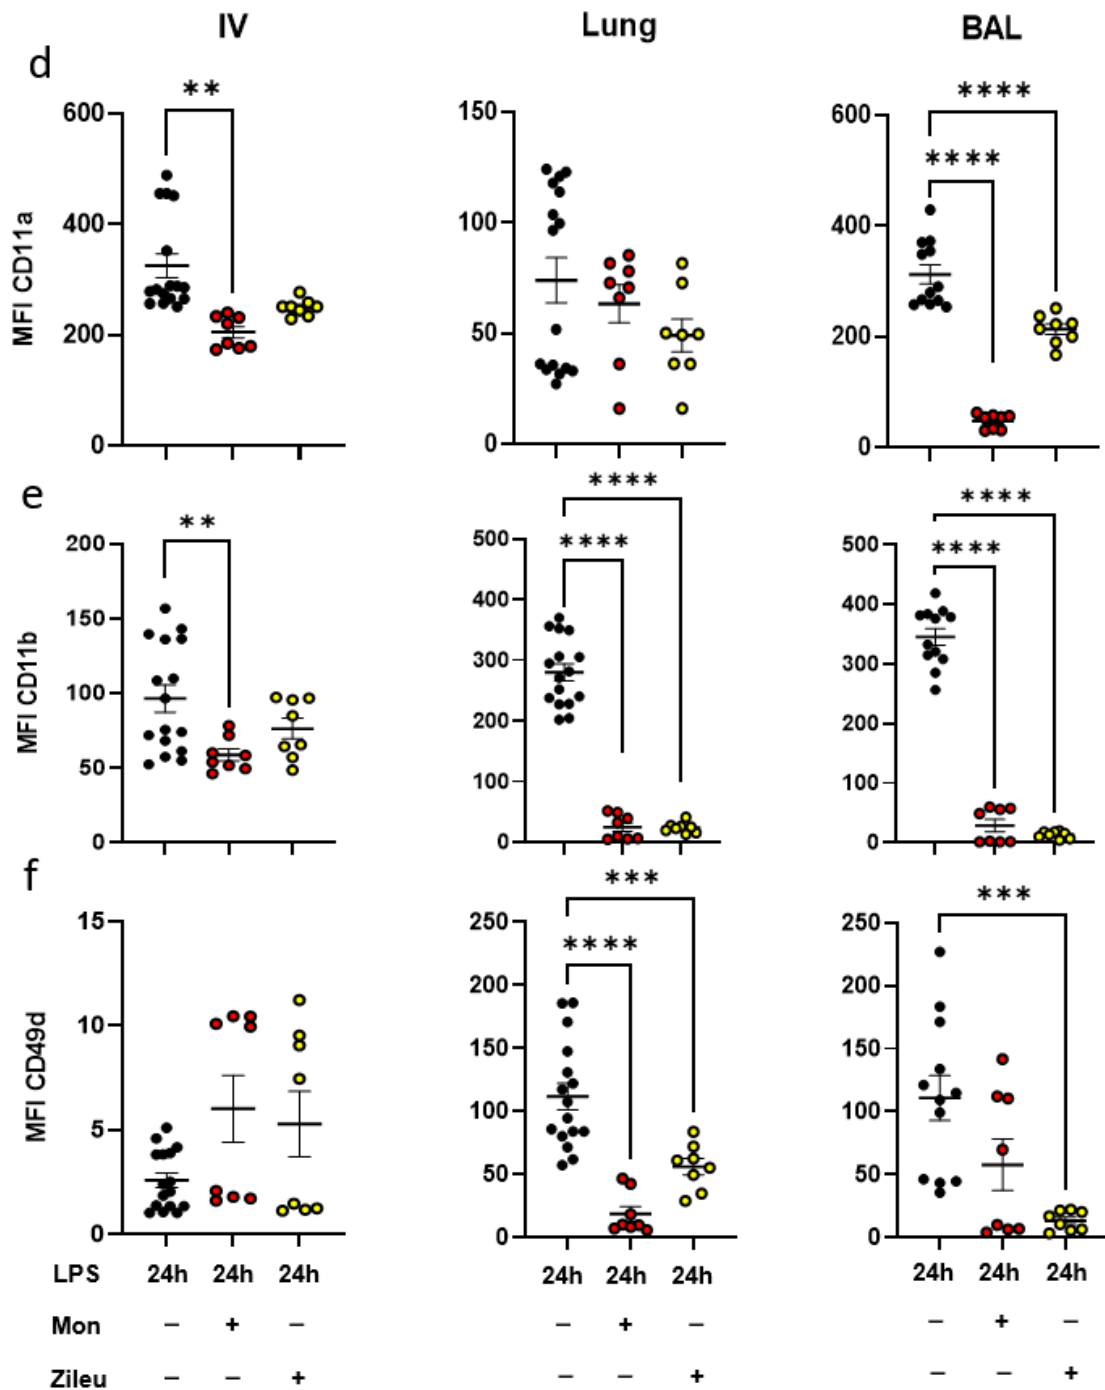 IV Lung BAL
d
** **** ****
MFI CD11a
600 400 200 0
150 100 50 0
600 400 200 0
e
** **** **** **** ****
MFI CD11b
200 150 100 50 0
500 400 300 200 100 0
500 400 300 200 100 0
f
*** **** ***
MFI CD49d
15 10 5 0
250 200 150 100 50 0
250 200 150 100 50 0
LPS 24h 24h 24h 24h 24h 24h 24h 24h 24h
Mon − + − − + − − + −
Zileu − − + − − + − − +